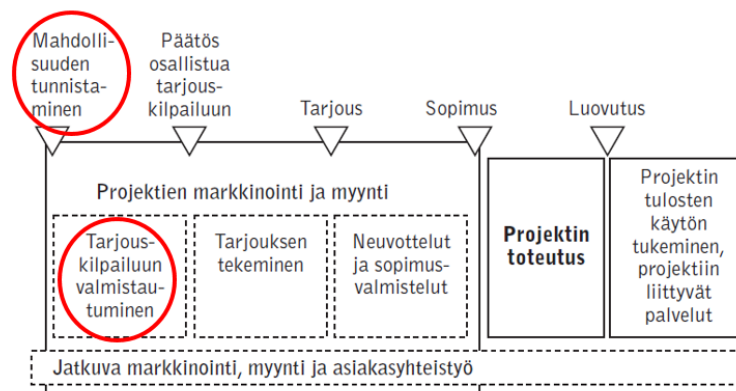 Mahdolli-
suuden
tunnista-
minen
Päätös
osallistua
tarjous-
kilpailuun
Tarjous
Sopimus
Luovutus
Projektien markkinointi ja myynti
Tarjous-
kilpailuun
valmistau-
tuminen
Tarjouksen
tekeminen
Neuvottelut
ja sopimus-
valmistelut
Projektin
toteutus
Projektin
tulosten
käytön
tukeminen,
projektiin
liittyvät
palvelut
Jatkuva markkinointi, myynti ja asiakasyhteistyö